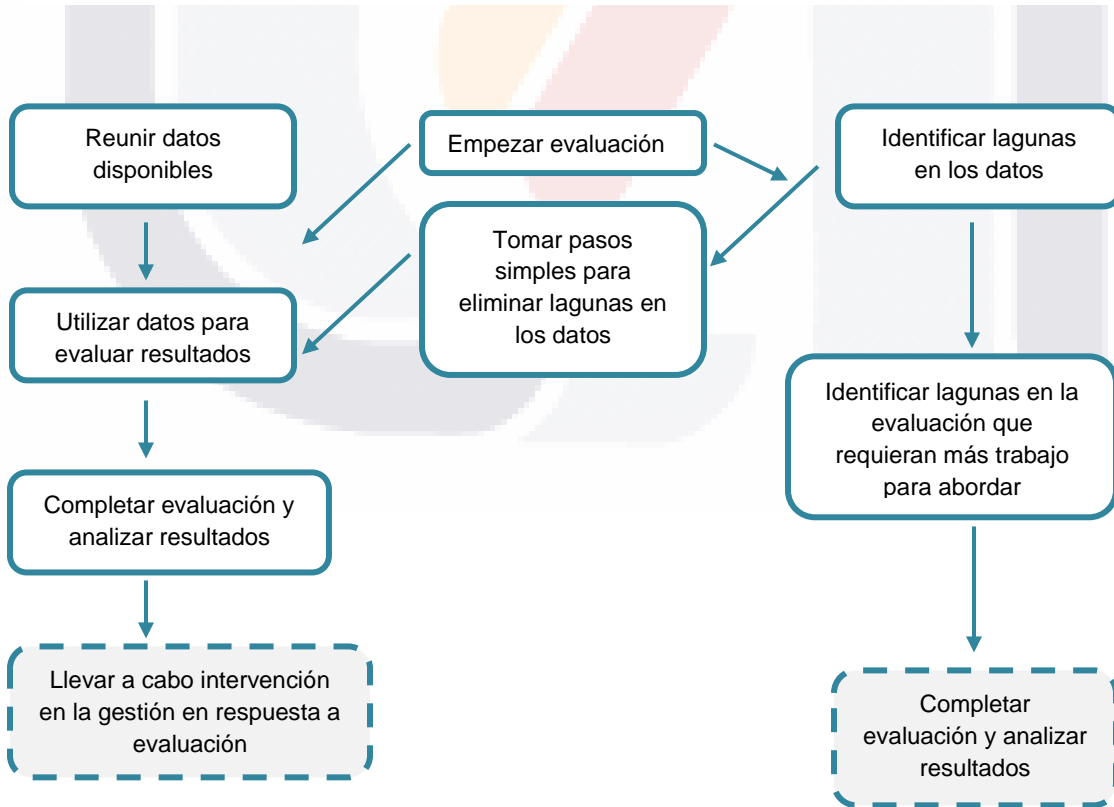 Reunir datos
disponibles
Empezar evaluación
Identificar lagunas
en los datos
Tomar pasos
simples para
eliminar lagunas en
los datos
Utilizar datos para
evaluar resultados
Identificar lagunas en la
evaluación que
requieran más trabajo
para abordar
Completar evaluación y
analizar resultados
Llevar a cabo intervención
en la gestión en respuesta a
evaluación
Completar
evaluación y analizar
resultados